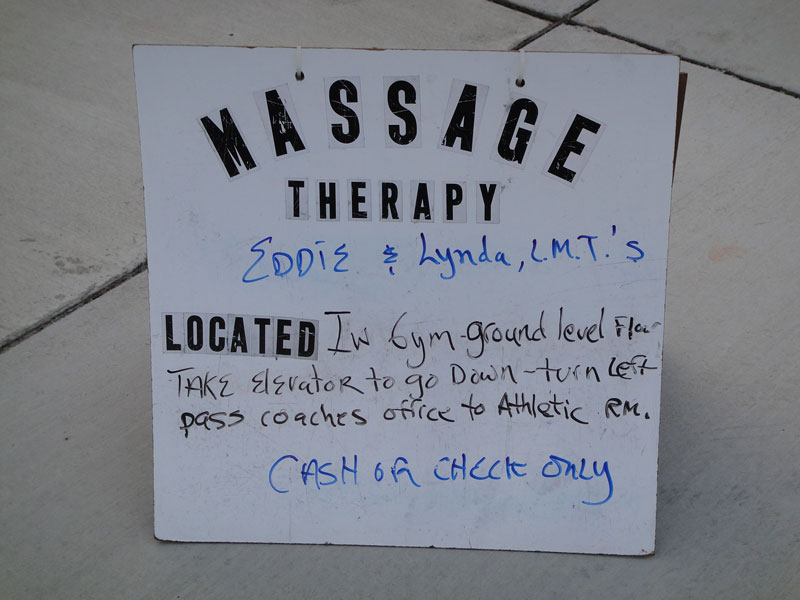 MASSAGE
THERAPY
EDDIE & Lynda, L.M.T.'s
LOCATED In Gym-ground level Floor
TAKE Elevator to go Down-turn Left
pass coaches office to Athletic RM.
CASH OR CHECK ONLY